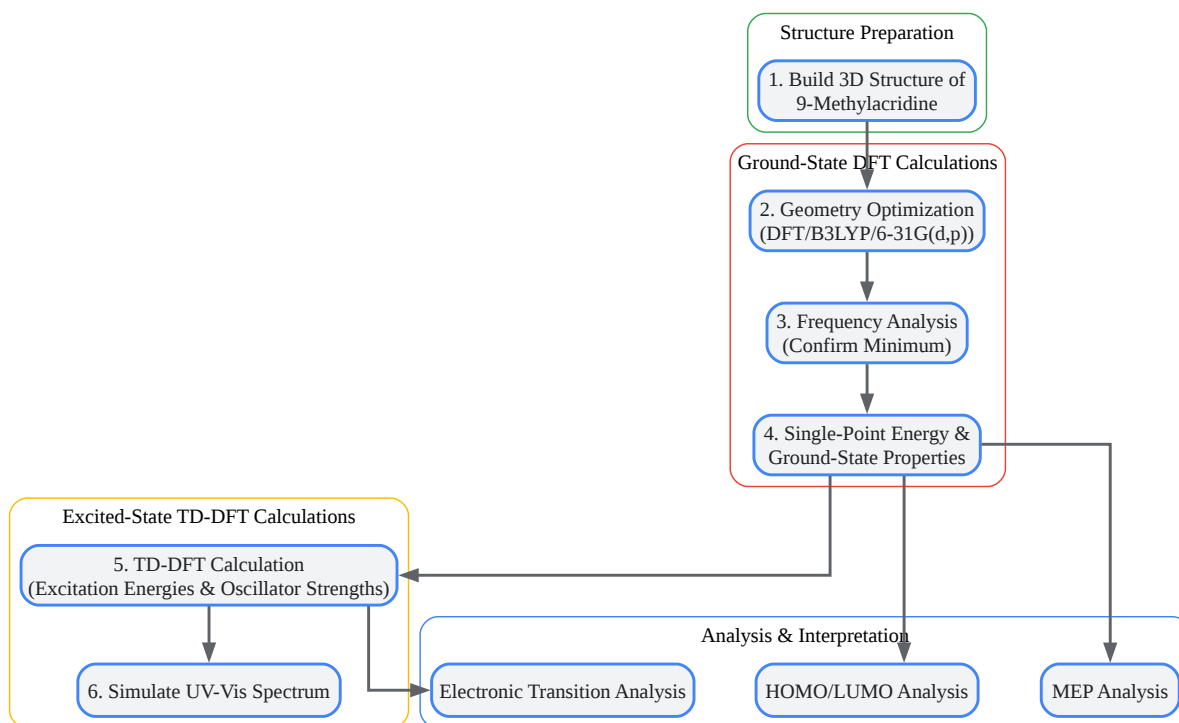 Structure Preparation
1. Build 3D Structure of
9-Methylacridine
Ground-State DFT Calculations
2. Geometry Optimization
(DFT/B3LYP/6-31G(d,p))
3. Frequency Analysis
(Confirm Minimum)
4. Single-Point Energy &
Ground-State Properties
Excited-State TD-DFT Calculations
5. TD-DFT Calculation
(Excitation Energies & Oscillator Strengths)
6. Simulate UV-Vis Spectrum
Analysis & Interpretation
Electronic Transition Analysis
HOMO/LUMO Analysis
MEP Analysis